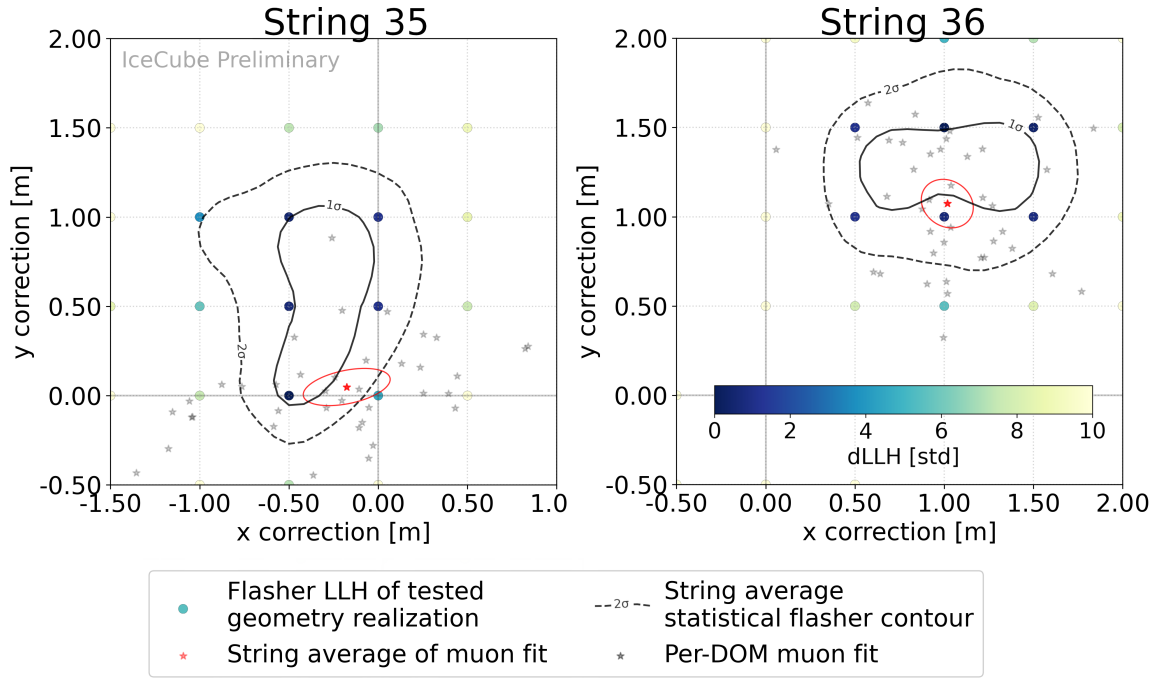 String 35
String 36
IceCube Preliminary
2.00
1.50
1.00
0.50
0.00
-0.50
y correction [m]
-1.50
-1.00
-0.50
0.00
0.50
1.0
x correction [m]
1σ
2σ
2.00
1.50
1.00
0.50
0.00
-0.50
y correction [m]
-0.50
0.00
0.50
1.00
1.50
2.00
x correction [m]
2σ
1σ
0 2 4 6 8 10
dLLH [std]
Flasher LLH of tested
geometry realization
String average of muon fit
2σ
String average
statistical flasher contour
Per-DOM muon fit